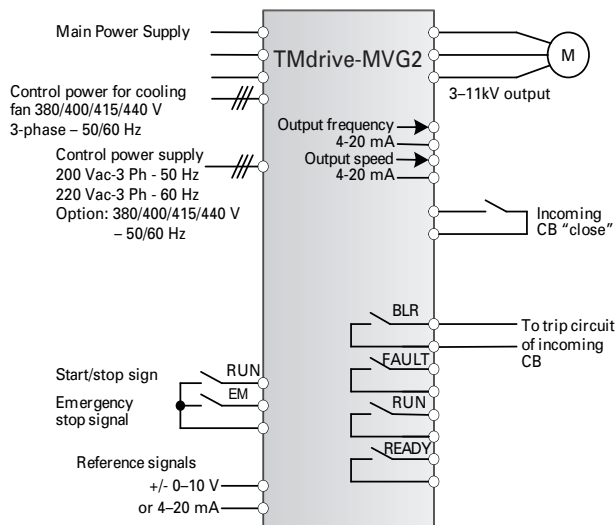 Main Power Supply
TMdrive-MVG2
M
3–11kV output
Control power for cooling
fan 380/400/415/440 V
3-phase – 50/60 Hz
Output frequency
4-20 mA
Output speed
4-20 mA
Control power supply
200 Vac-3 Ph - 50 Hz
220 Vac-3 Ph - 60 Hz
Option: 380/400/415/440 V
– 50/60 Hz
Incoming
CB “close”
BLR
To trip circuit
of incoming
CB
FAULT
RUN
READY
Start/stop sign
RUN
Emergency
stop signal
EM
Reference signals
+/- 0–10 V
or 4–20 mA